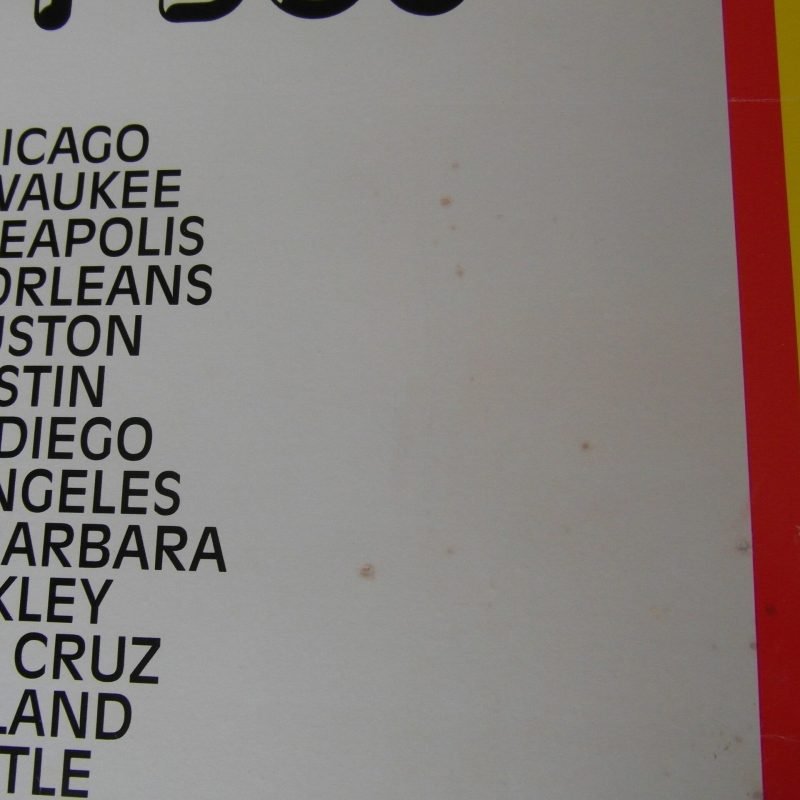 ICAGO
WAUKEE
EAPOLIS
ORLEANS
USTON
STIN
DIEGO
NGELES
ARBARA
KLEY
CRUZ
LAND
TLE